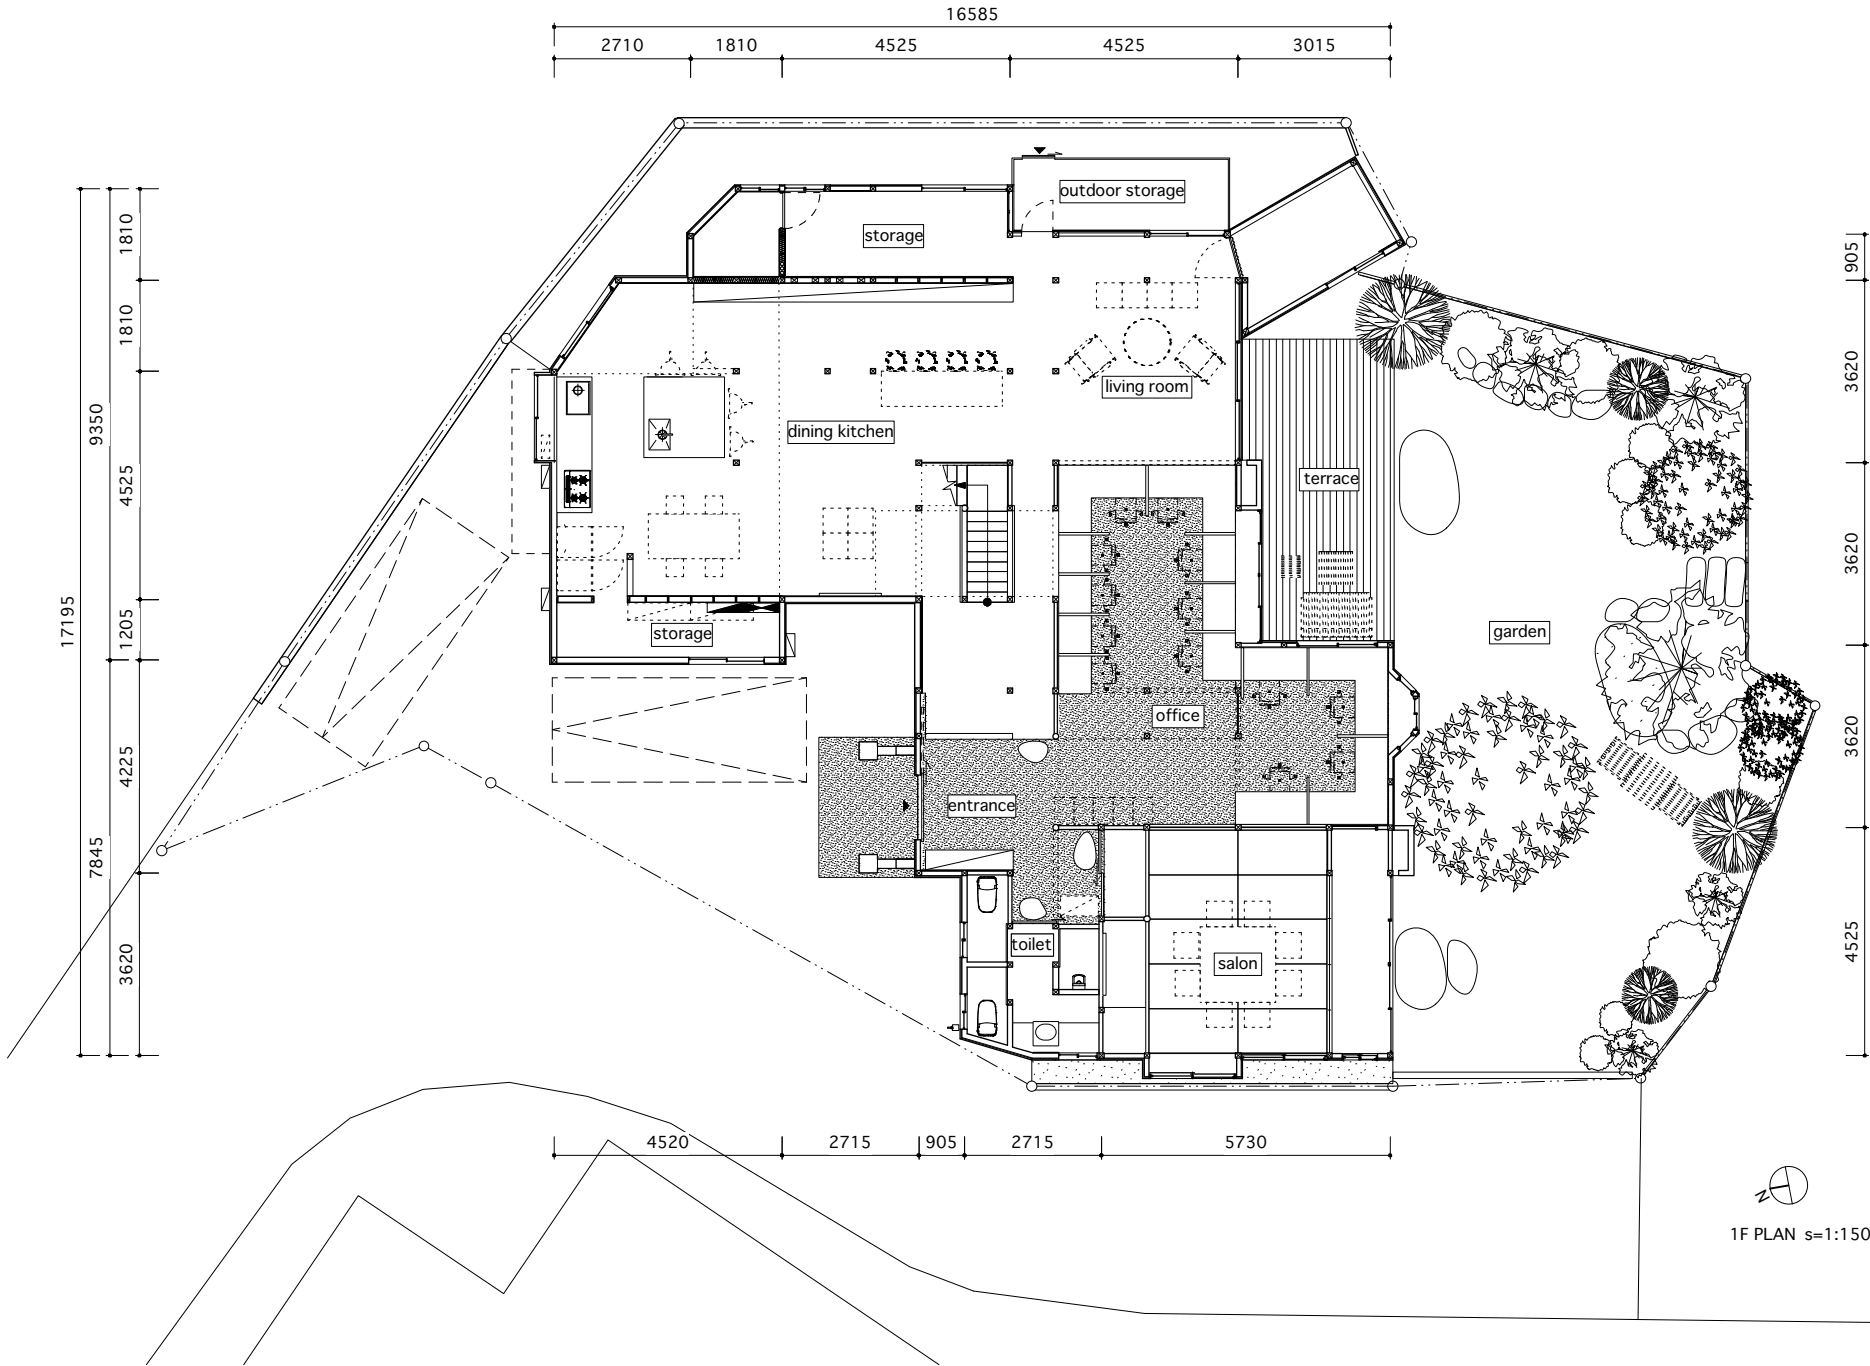 16585
2710
1810
4525
4525
3015
outdoor storage
storage
living room
dining kitchen
terrace
storage
garden
office
entrance
toilet
salon
17195
9350
7845
1810
1810
4525
1205
4225
3620
905
3620
3620
3620
4525
4520
2715
905
2715
5730
N
1F PLAN s=1:150